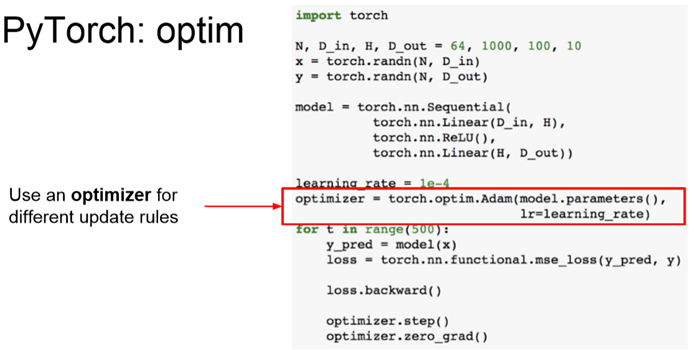 PyTorch: optim
Use an optimizer for
different update rules
import torch
N, D_in, H, D_out = 64, 1000, 100, 10
x = torch.randn(N, D_in)
y = torch.randn(N, D_out)
model = torch.nn.Sequential(
torch.nn.Linear(D_in, H),
torch.nn.ReLU(),
torch.nn.Linear(H, D_out))
learning_rate = 1e-4
optimizer = torch.optim.Adam(model.parameters(),
lr=learning_rate)
for t in range(500):
y_pred = model(x)
loss = torch.nn.functional.mse_loss(y_pred, y)
loss.backward()
optimizer.step()
optimizer.zero_grad()